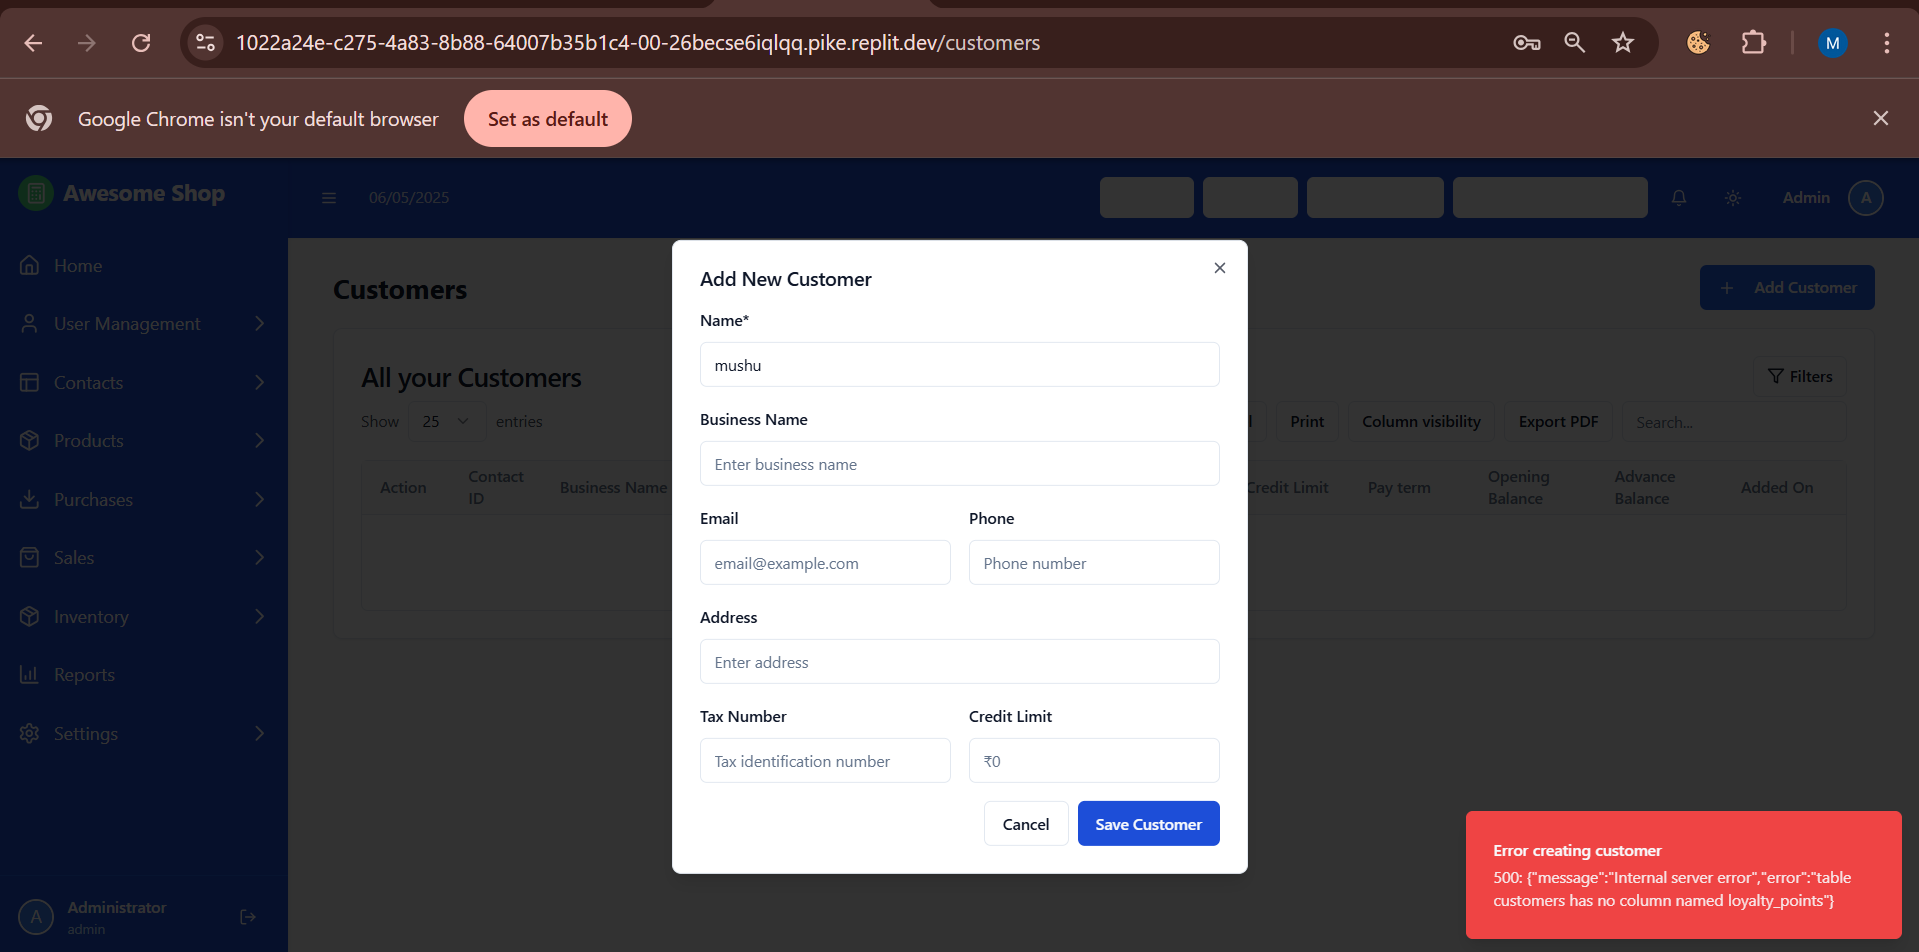 1022a24e-c275-4a83-8b88-64007b35b1c4-00-26becse6iqlqq.pike.replit.dev/customers
M
Google Chrome isn't your default browser
Set as default
Awesome Shop
06/05/2025
Admin
A
Home
User Management
Contacts
Products
Purchases
Sales
Inventory
Reports
Settings
A
Administrator
admin
Customers
Add Customer
All your Customers
Filters
Show
25
entries
Print
Column visibility
Export PDF
Search...
Action
Contact
ID
Business Name
Credit Limit
Pay term
Opening
Balance
Advance
Balance
Added On
Add New Customer
Name*
mushu
Business Name
Enter business name
Email
Phone
email@example.com
Phone number
Address
Enter address
Tax Number
Credit Limit
Tax identification number
₹0
Cancel
Save Customer
Error creating customer
500: {"message":"Internal server error","error":"table
customers has no column named loyalty_points"}